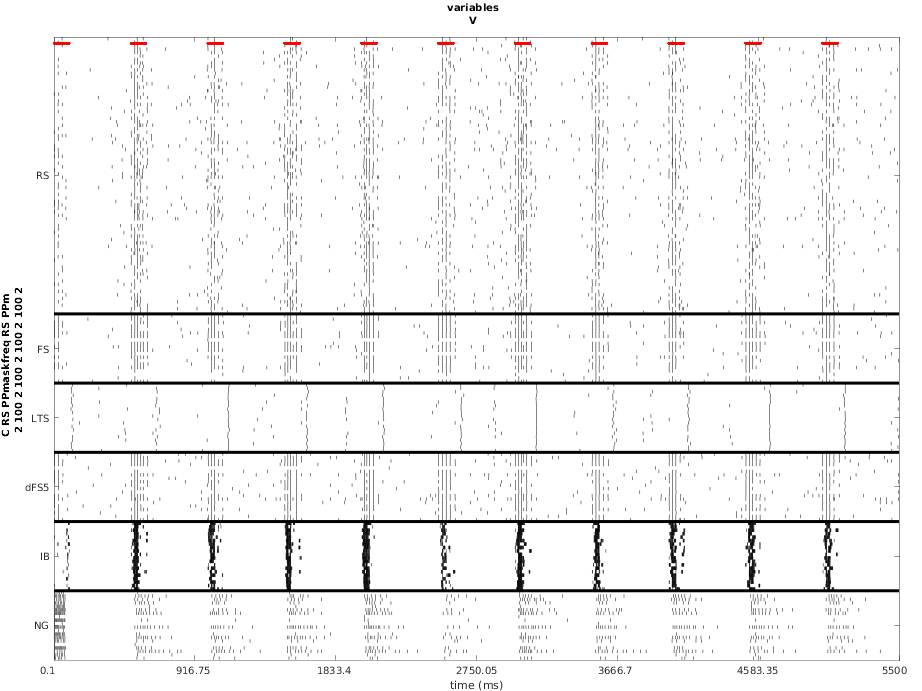 variables
V
C RS PPmaskfreq RS PPm
2 100 2 100 2 100 2 100 2
RS
FS
LTS
dFS5
IB
NG
0.1 916.75 1833.4 2750.05 3666.7 4583.35 5500
time (ms)